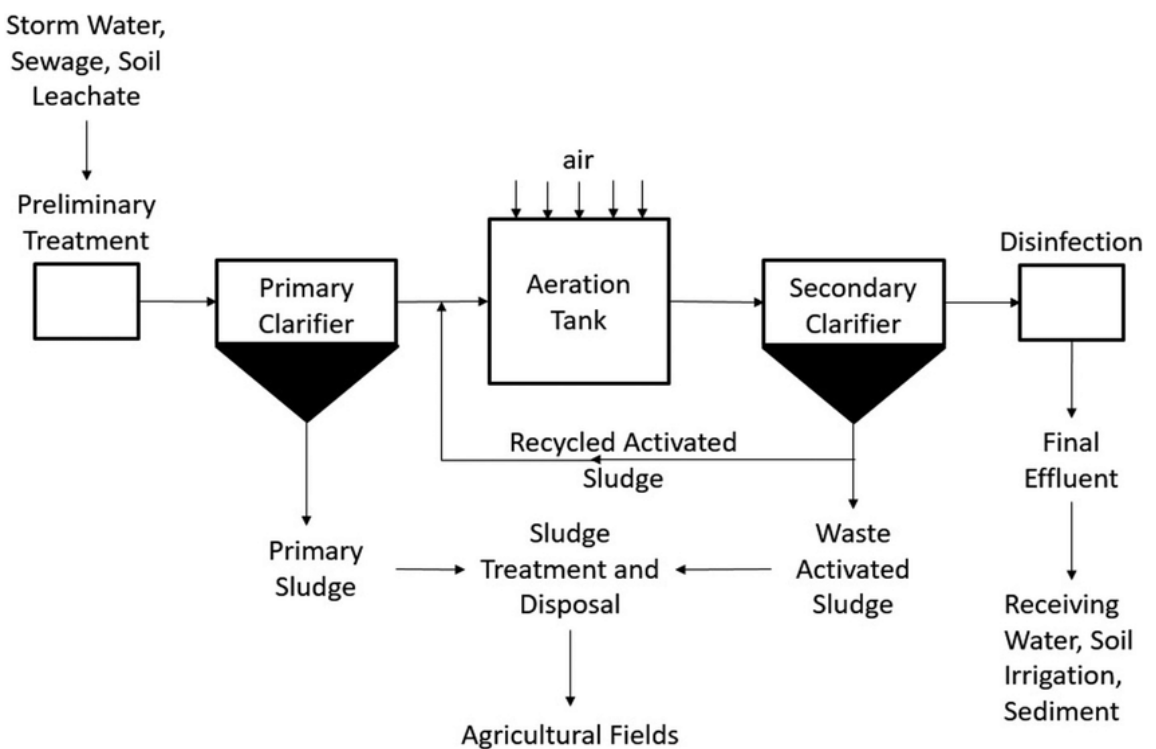 Storm Water,
Sewage, Soil
Leachate
Preliminary
Treatment
Primary
Clarifier
air
Aeration
Tank
Secondary
Clarifier
Disinfection
Recycled Activated
Sludge
Final
Effluent
Primary
Sludge
Sludge
Treatment and
Disposal
Waste
Activated
Sludge
Receiving
Water, Soil
Irrigation,
Sediment
Agricultural Fields